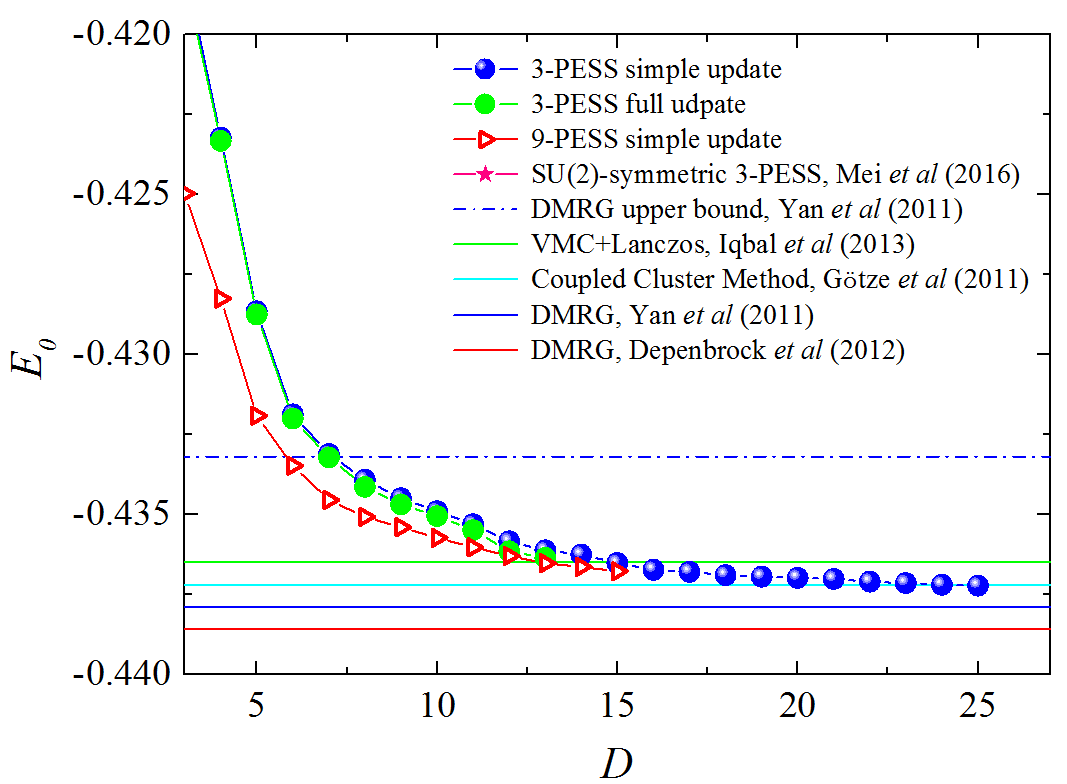 -0.420
-0.425
-0.430
-0.435
-0.440
E0
3-PESS simple update
3-PESS full udpate
9-PESS simple update
SU(2)-symmetric 3-PESS, Mei et al (2016)
DMRG upper bound, Yan et al (2011)
VMC+Lanczos, Iqbal et al (2013)
Coupled Cluster Method, Götze et al (2011)
DMRG, Yan et al (2011)
DMRG, Depenbrock et al (2012)
5 10 15 20 25
D